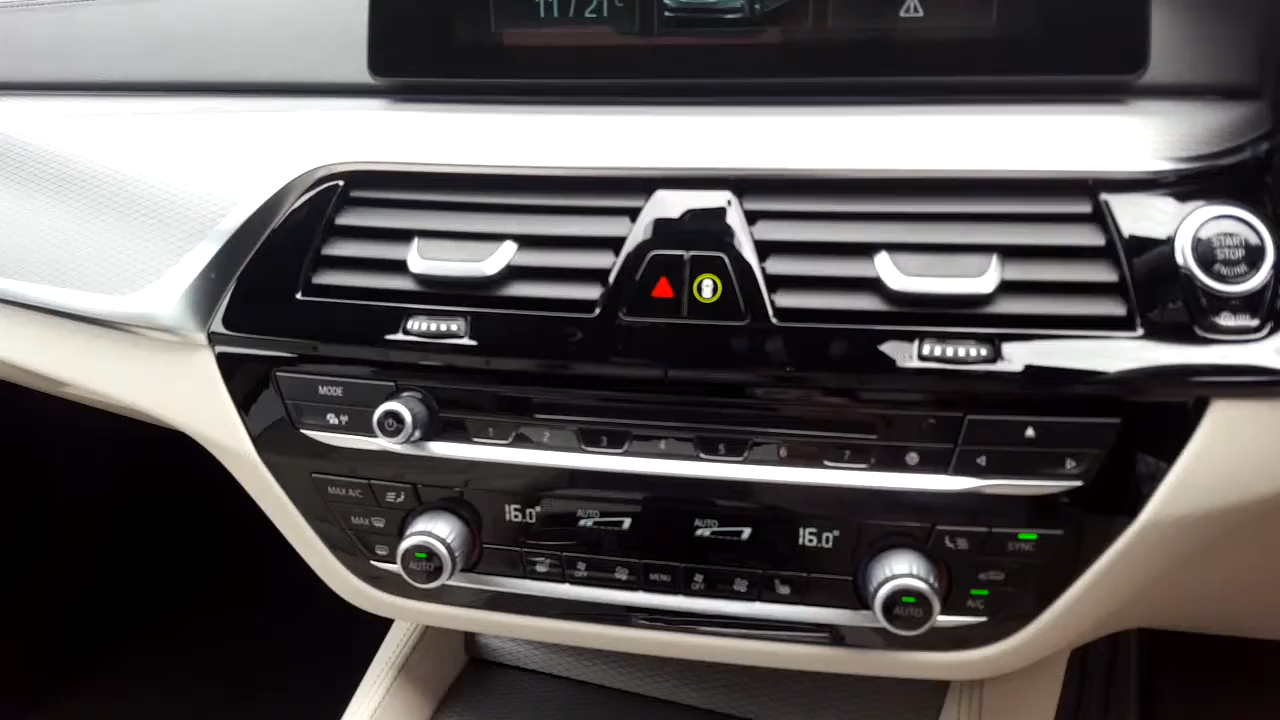 11 / 21°c
START
STOP
ENGINE
MODE
1 2 3 4 5 6 7
MAX A/C
16.0°
AUTO
AUTO
16.0°
MAX
SYNC
AUTO
OFF
MENU
OFF
A/C
AUTO